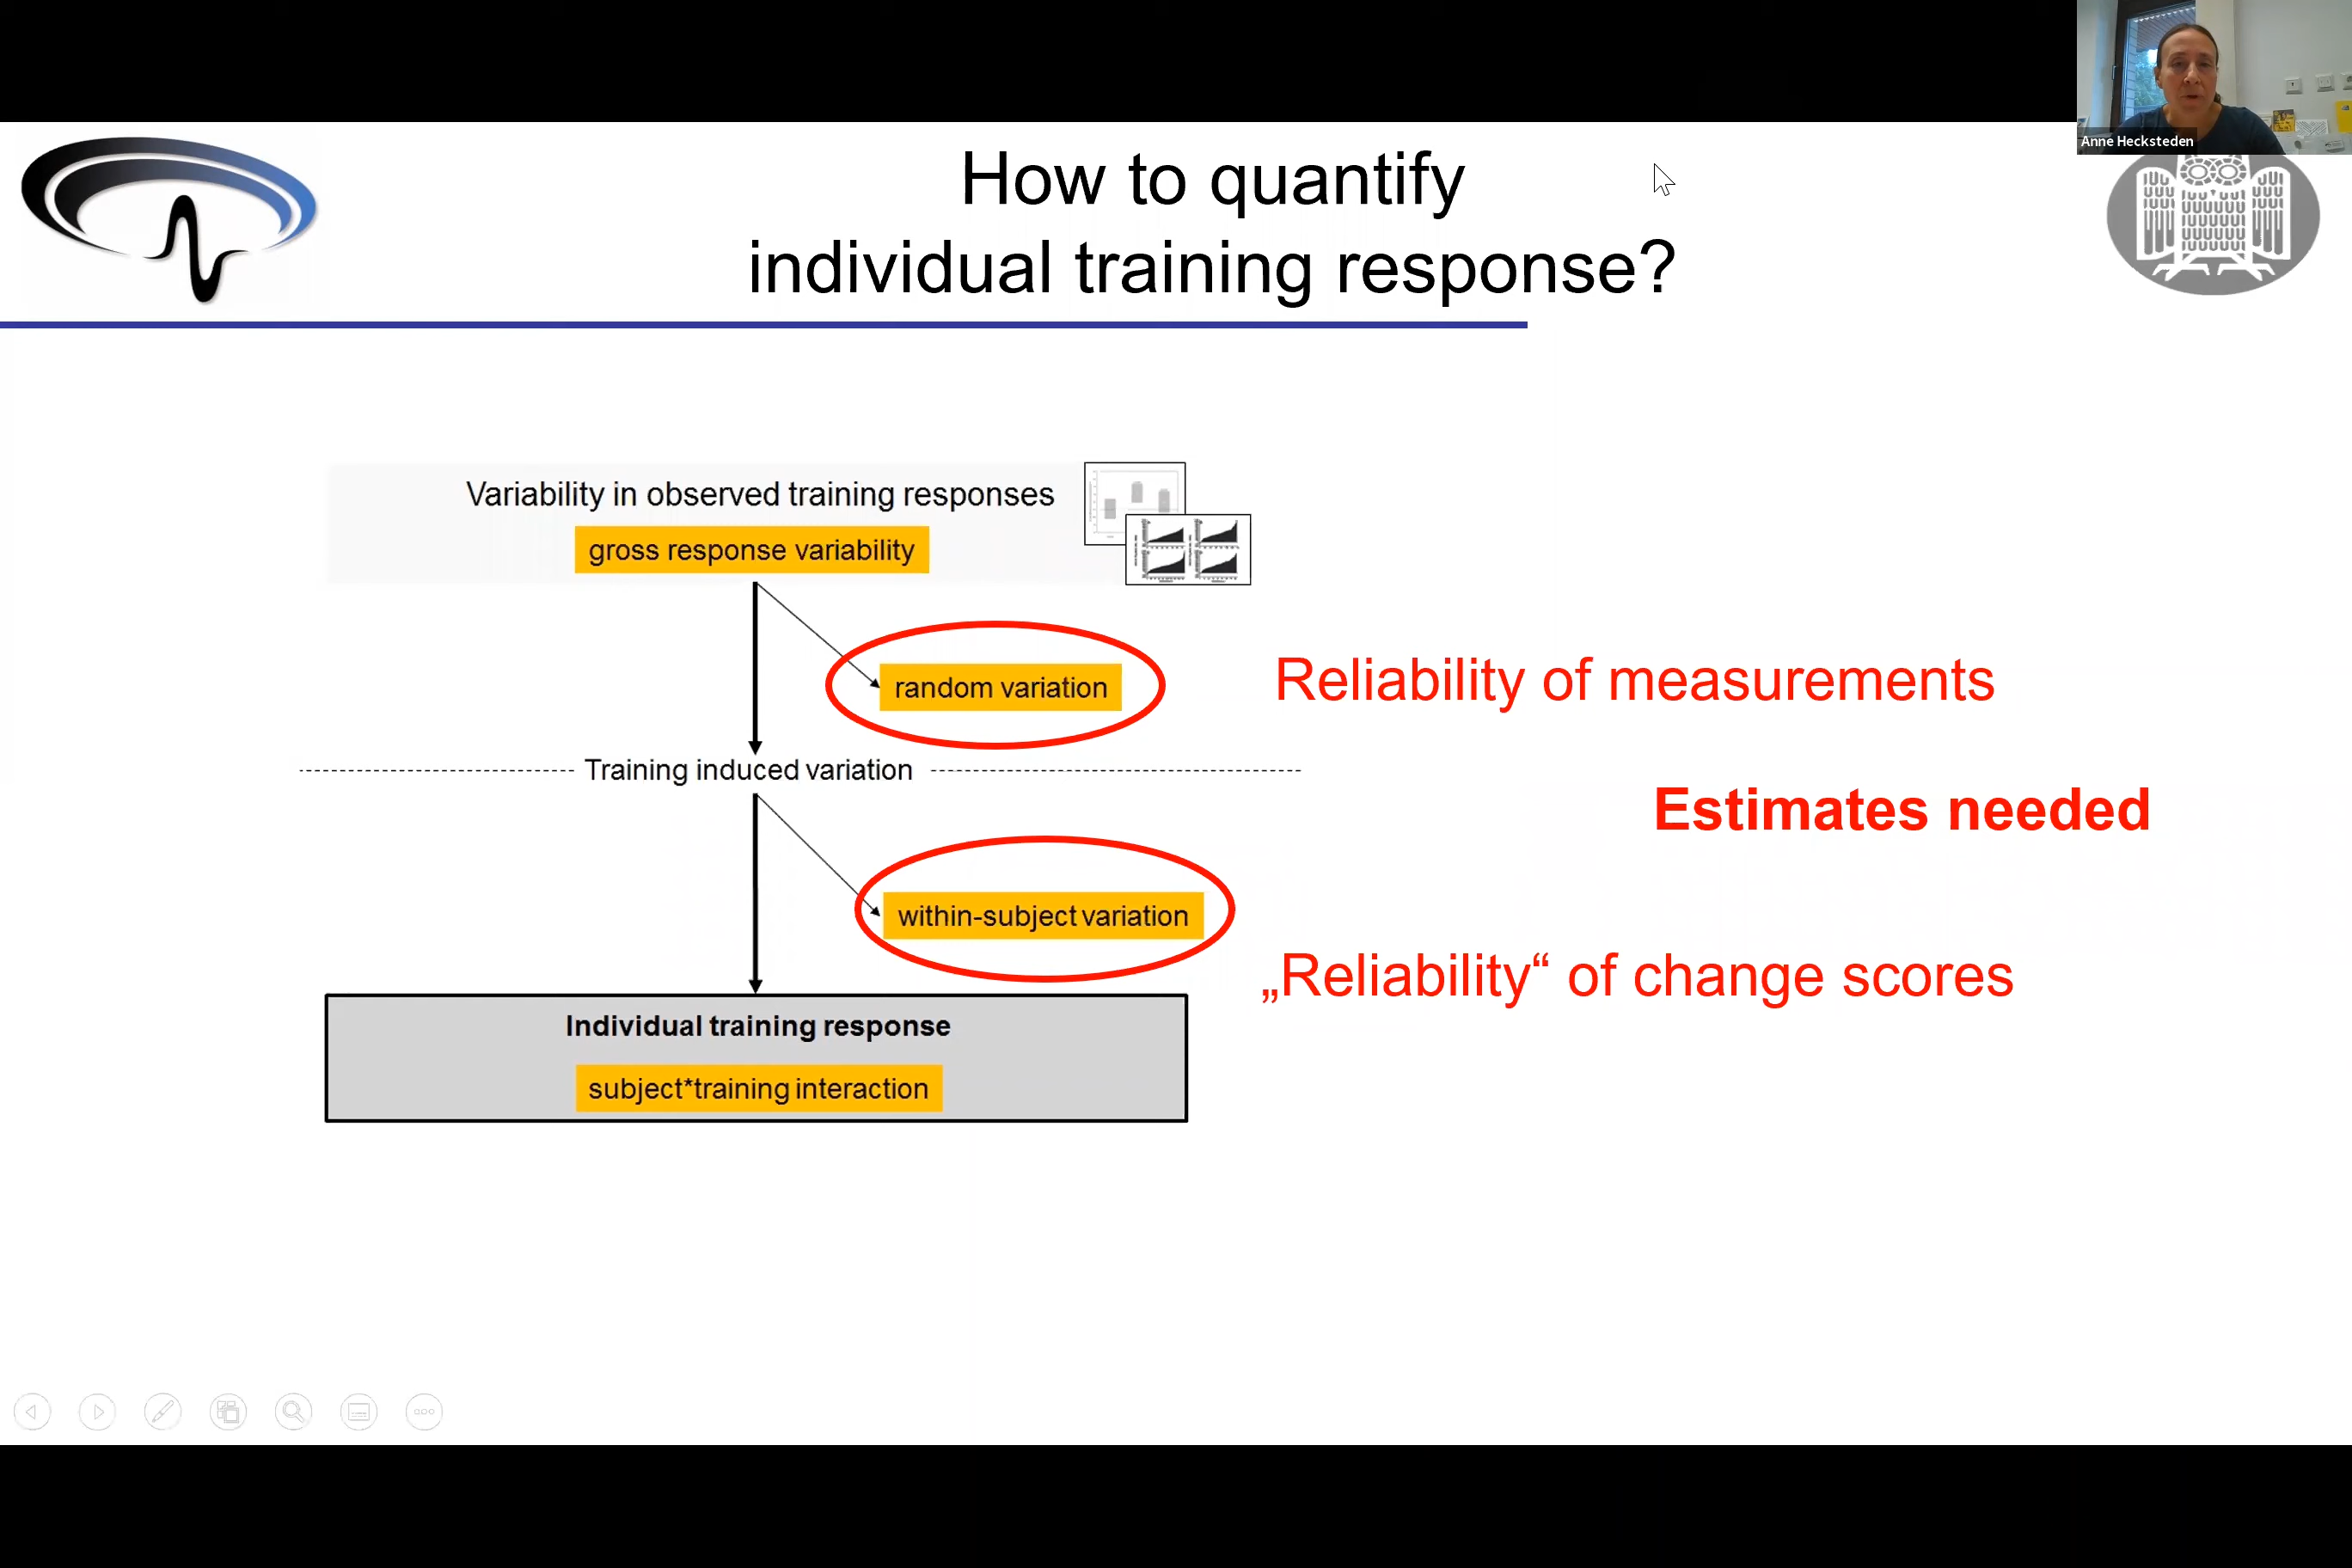 Anne Hecksteden
How to quantify
individual training response?
Variability in observed training responses
gross response variability
random variation
Reliability of measurements
Training induced variation
Estimates needed
within-subject variation
„Reliability“ of change scores
Individual training response
subject*training interaction